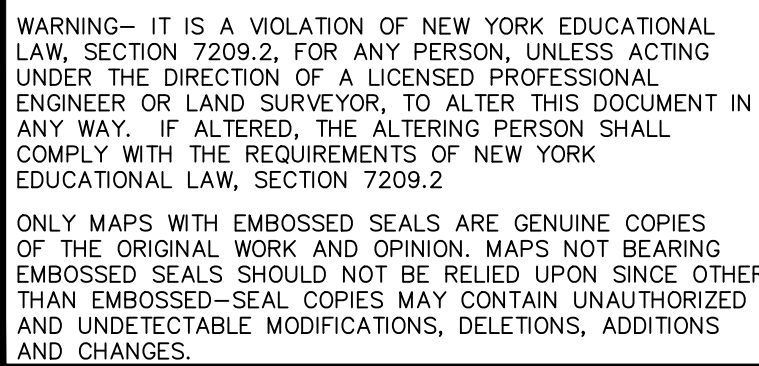 WARNING– IT IS A VIOLATION OF NEW YORK EDUCATIONAL
LAW, SECTION 7209.2, FOR ANY PERSON, UNLESS ACTING
UNDER THE DIRECTION OF A LICENSED PROFESSIONAL
ENGINEER OR LAND SURVEYOR, TO ALTER THIS DOCUMENT IN
ANY WAY. IF ALTERED, THE ALTERING PERSON SHALL
COMPLY WITH THE REQUIREMENTS OF NEW YORK
EDUCATIONAL LAW, SECTION 7209.2
ONLY MAPS WITH EMBOSSED SEALS ARE GENUINE COPIES
OF THE ORIGINAL WORK AND OPINION. MAPS NOT BEARING
EMBOSSED SEALS SHOULD NOT BE RELIED UPON SINCE OTHER
THAN EMBOSSED–SEAL COPIES MAY CONTAIN UNAUTHORIZED
AND UNDETECTABLE MODIFICATIONS, DELETIONS, ADDITIONS
AND CHANGES.